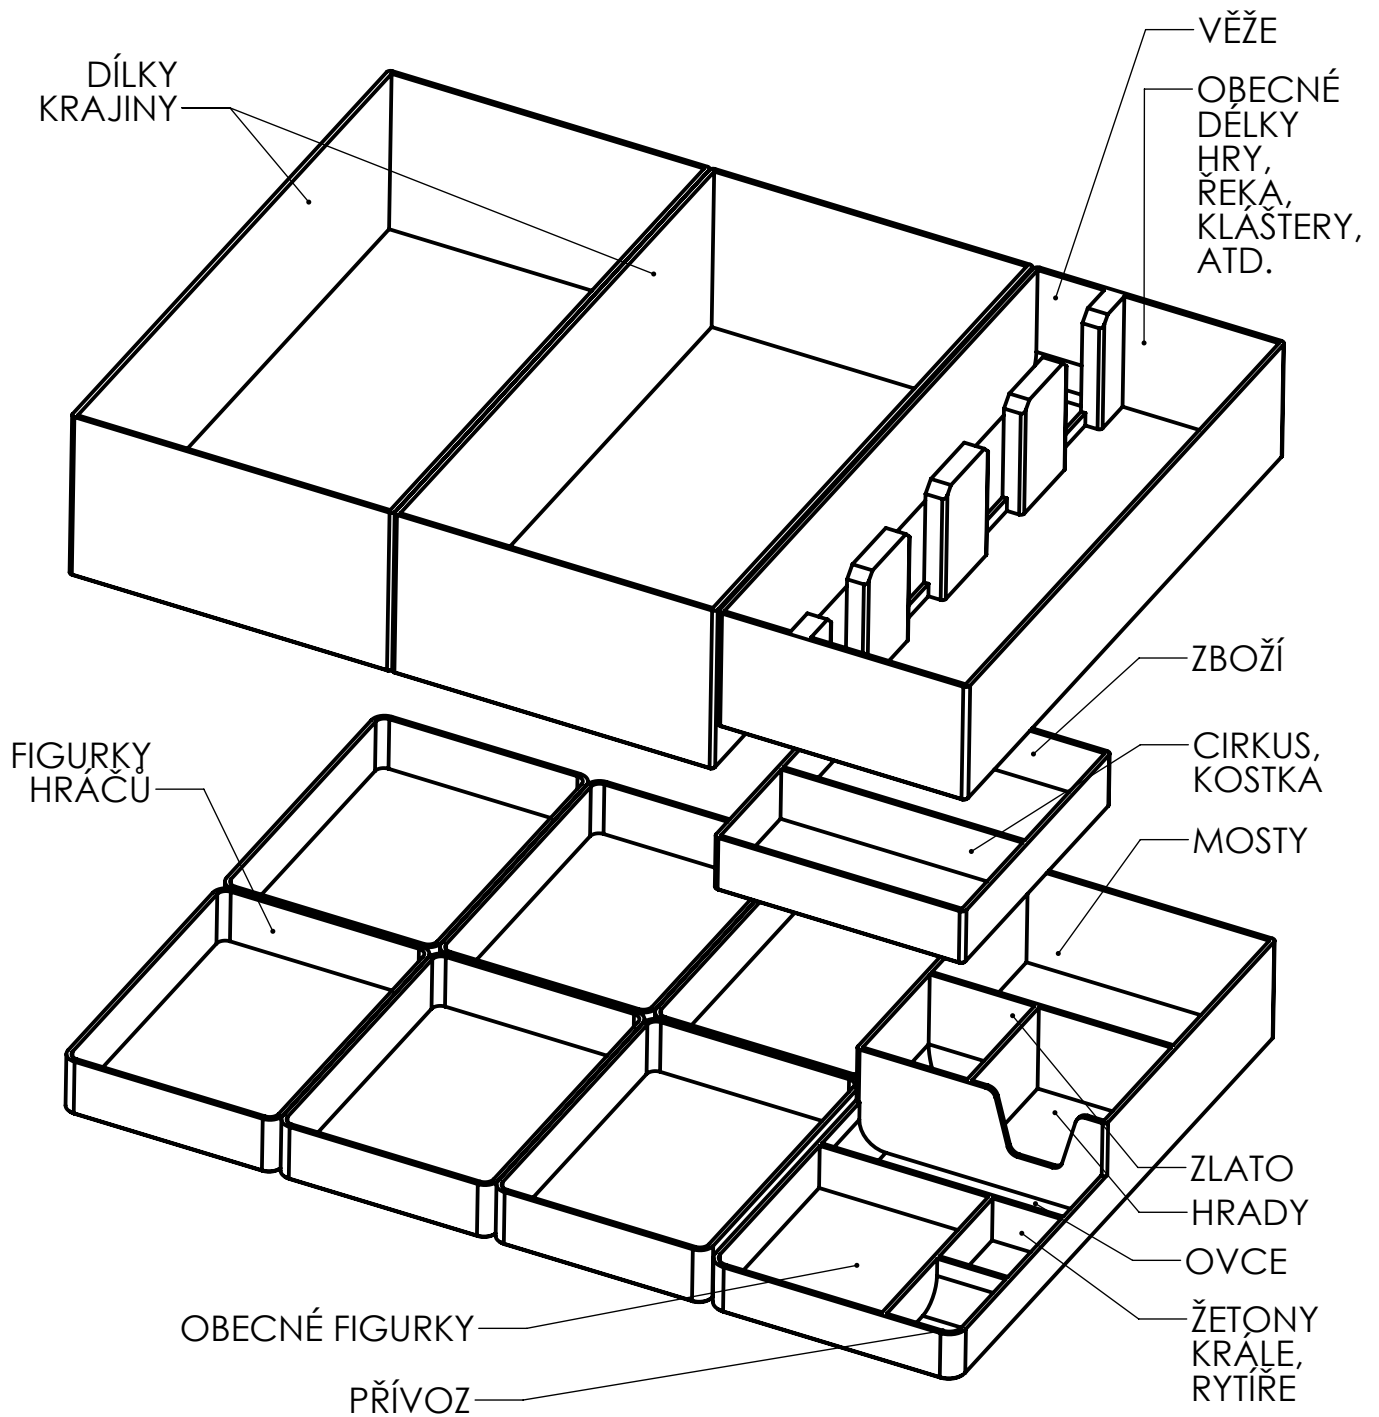 VĚŽE
DÍLKY
KRAJINY
OBECNÉ
DÉLKY
HRY,
ŘEKA,
KLÁŠTERY,
ATD.
ZBOŽÍ
FIGURKY
HRÁČŮ
CIRKUS,
KOSTKA
MOSTY
ZLATO
HRADY
OVCE
OBECNÉ FIGURKY
ŽETONY
KRÁLE,
RYTÍŘE
PŘÍVOZ